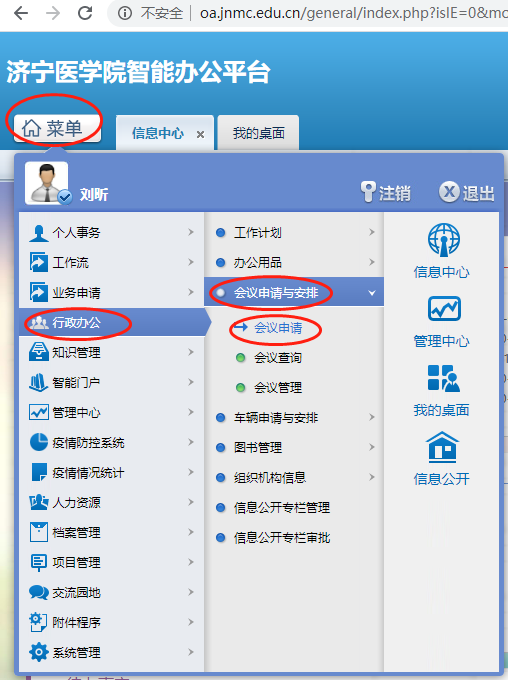 不安全 oa.jnmc.edu.cn/general/index.php?isIE=0&mo
济宁医学院智能办公平台
菜单
信息中心
我的桌面
刘昕
注销
退出
个人事务
工作流
业务申请
行政办公
知识管理
智能门户
管理中心
疫情防控系统
疫情情况统计
人力资源
档案管理
项目管理
交流园地
附件程序
系统管理
工作计划
办公用品
会议申请与安排
会议申请
会议查询
会议管理
车辆申请与安排
图书管理
组织机构信息
信息公开专栏管理
信息公开专栏审批
信息中心
管理中心
我的桌面
信息公开